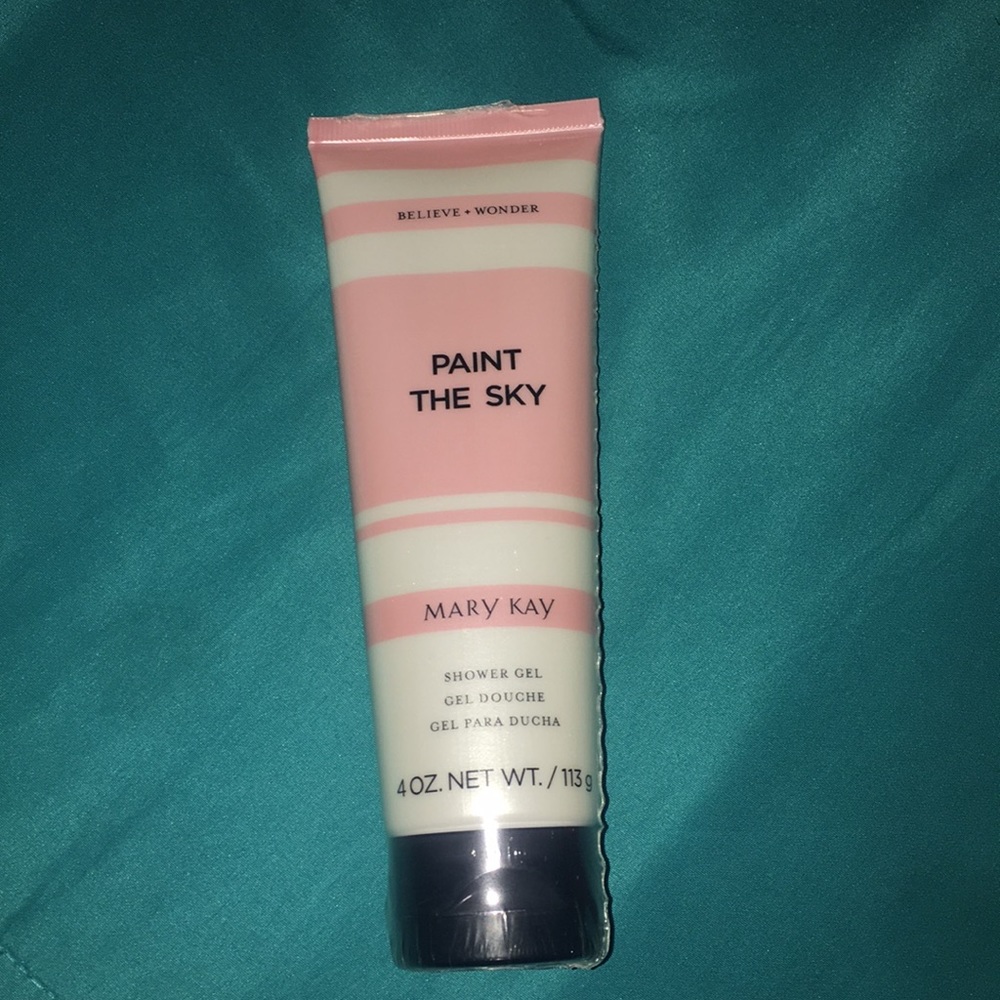 BELIEVE + WONDER
PAINT
THE SKY
MARY KAY
SHOWER GEL
GEL DOUCHE
GEL PARA DUCHA
4 OZ. NET WT. / 113 g